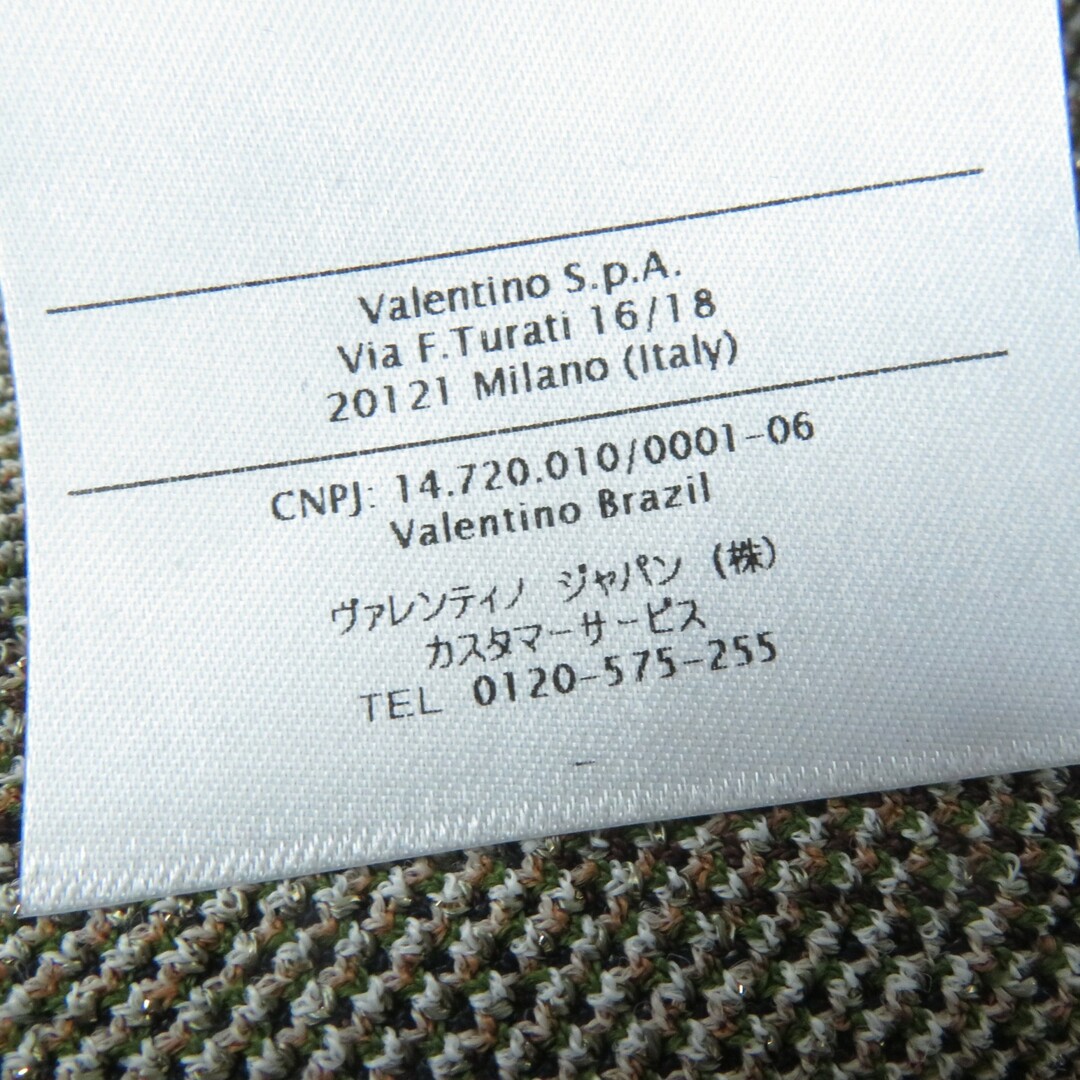 Valentino S.p.A.
Via F.Turati 16/18
20121 Milano (Italy)
CNPJ: 14.720.010/0001-06
Valentino Brazil
ヴァレンティノ ジャパン (株)
カスタマーサービス
TEL 0120-575-255